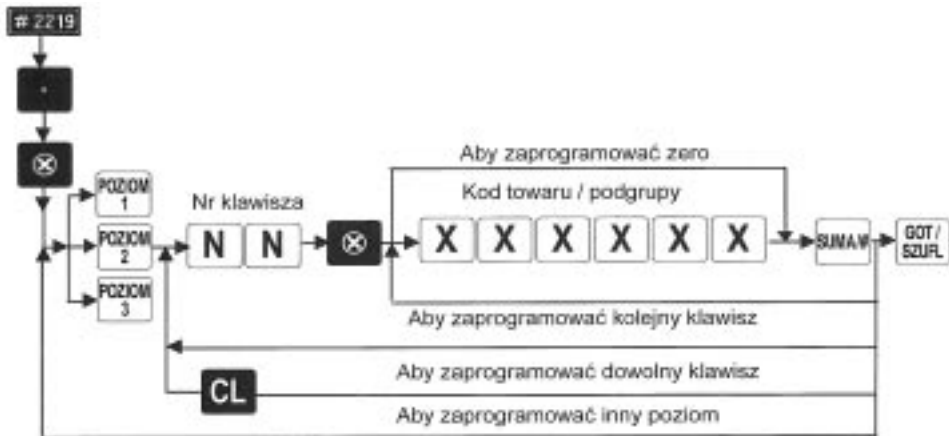 # 2219
.
⊗
POZIOM 1
POZIOM 2
POZIOM 3
Nr klawisza
N N
⊗
Aby zaprogramować zero
Kod towaru / podgrupy
X X X X X X
SUMA.W
GOT / SZUFL
Aby zaprogramować kolejny klawisz
Aby zaprogramować dowolny klawisz
CL
Aby zaprogramować inny poziom